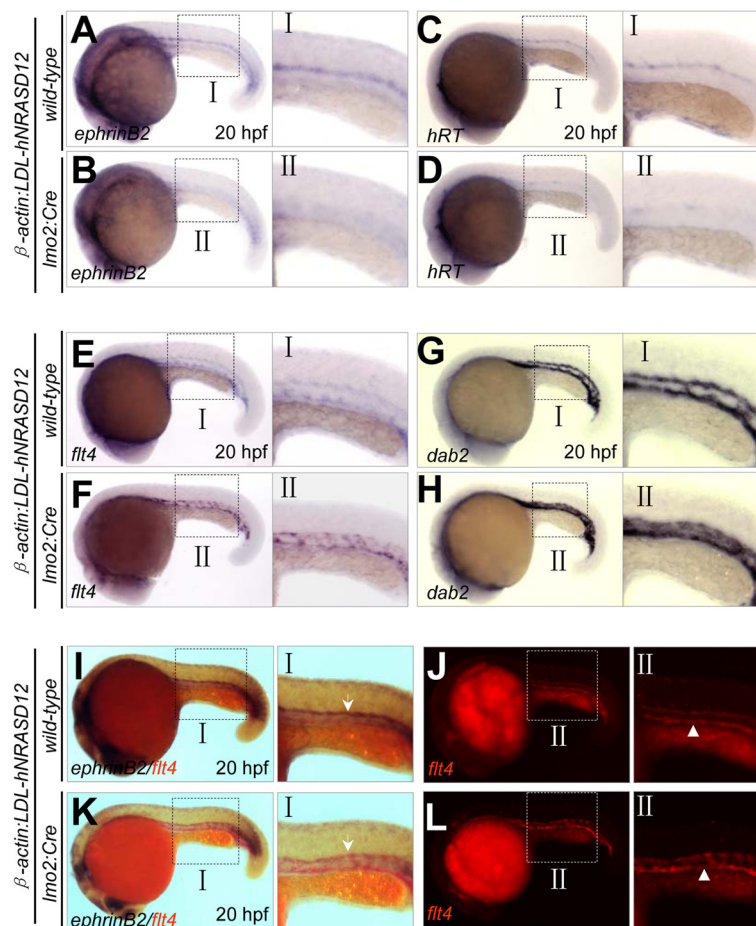 β-actin:LDL-hNRASD12
wild-type
lmo2:Cre
A
I
ephrinB2
20 hpf
I
C
I
hRT
20 hpf
I
B
II
ephrinB2
II
D
II
hRT
II
β-actin:LDL-hNRASD12
wild-type
lmo2:Cre
E
I
flt4
20 hpf
I
G
I
dab2
20 hpf
I
F
II
flt4
II
H
II
dab2
II
β-actin:LDL-hNRASD12
wild-type
lmo2:Cre
I
I
ephrinB2/flt4
20 hpf
I
J
II
flt4
II
K
I
ephrinB2/flt4
20 hpf
I
L
II
flt4
II